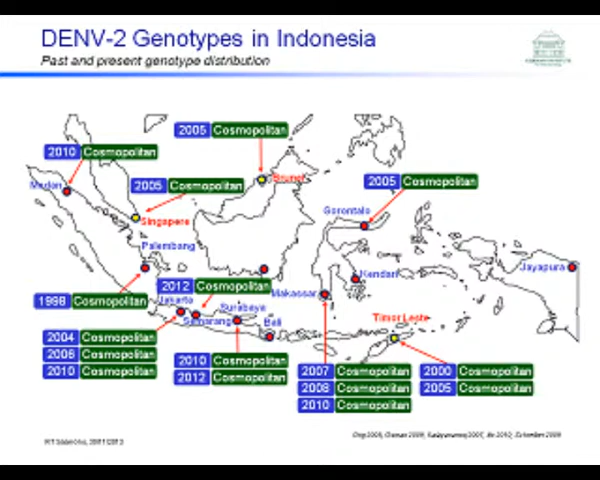 DENV-2 Genotypes in Indonesia
Past and present genotype distribution
2005 Cosmopolitan
2010 Cosmopolitan
2005 Cosmopolitan
2005 Cosmopolitan
Medan
Brunei
Singapore
Gorontalo
Palembang
Jayapura
Kendari
2012 Cosmopolitan
Makassar
1998 Cosmopolitan
Jakarta
Surabaya
Semarang
Bali
Timor Leste
2004 Cosmopolitan
2006 Cosmopolitan
2010 Cosmopolitan
2010 Cosmopolitan
2012 Cosmopolitan
2007 Cosmopolitan
2008 Cosmopolitan
2010 Cosmopolitan
2000 Cosmopolitan
2005 Cosmopolitan